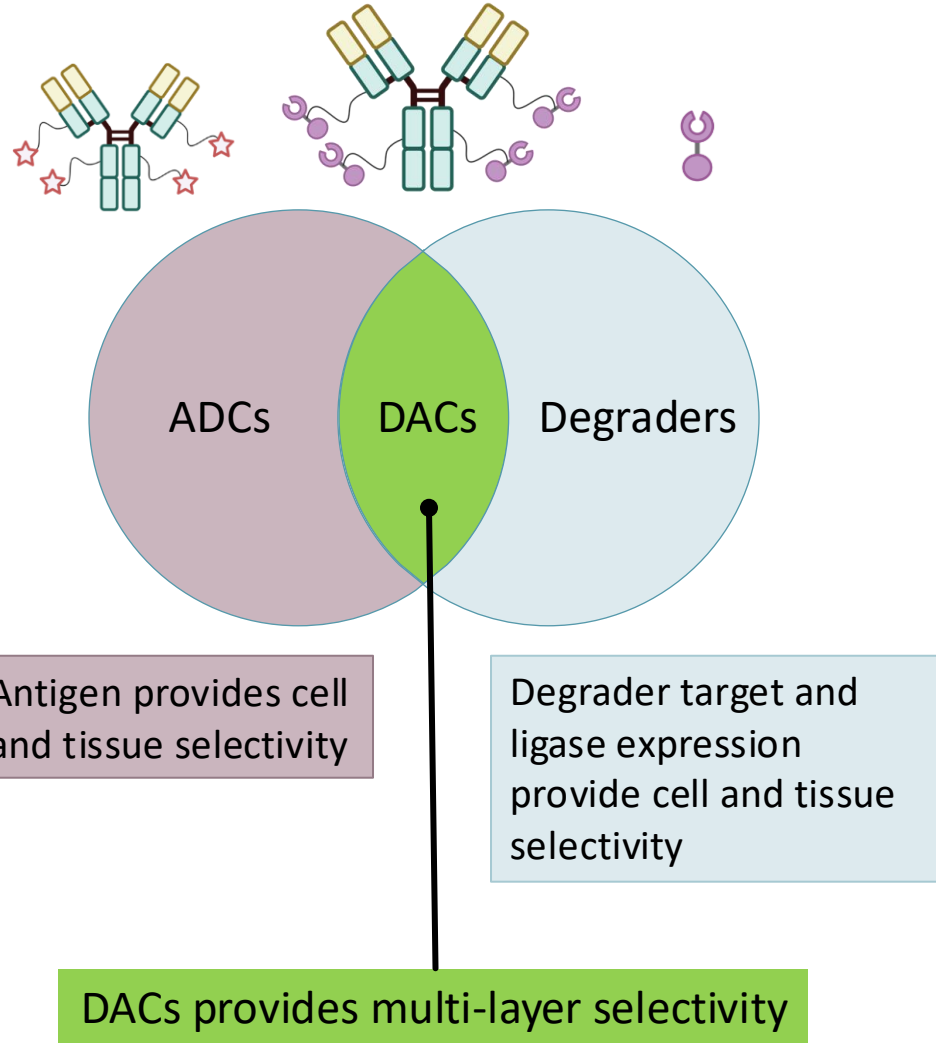 ADCs
DACs
Degraders
Antigen provides cell
and tissue selectivity
Degrader target and
ligase expression
provide cell and tissue
selectivity
DACs provides multi-layer selectivity